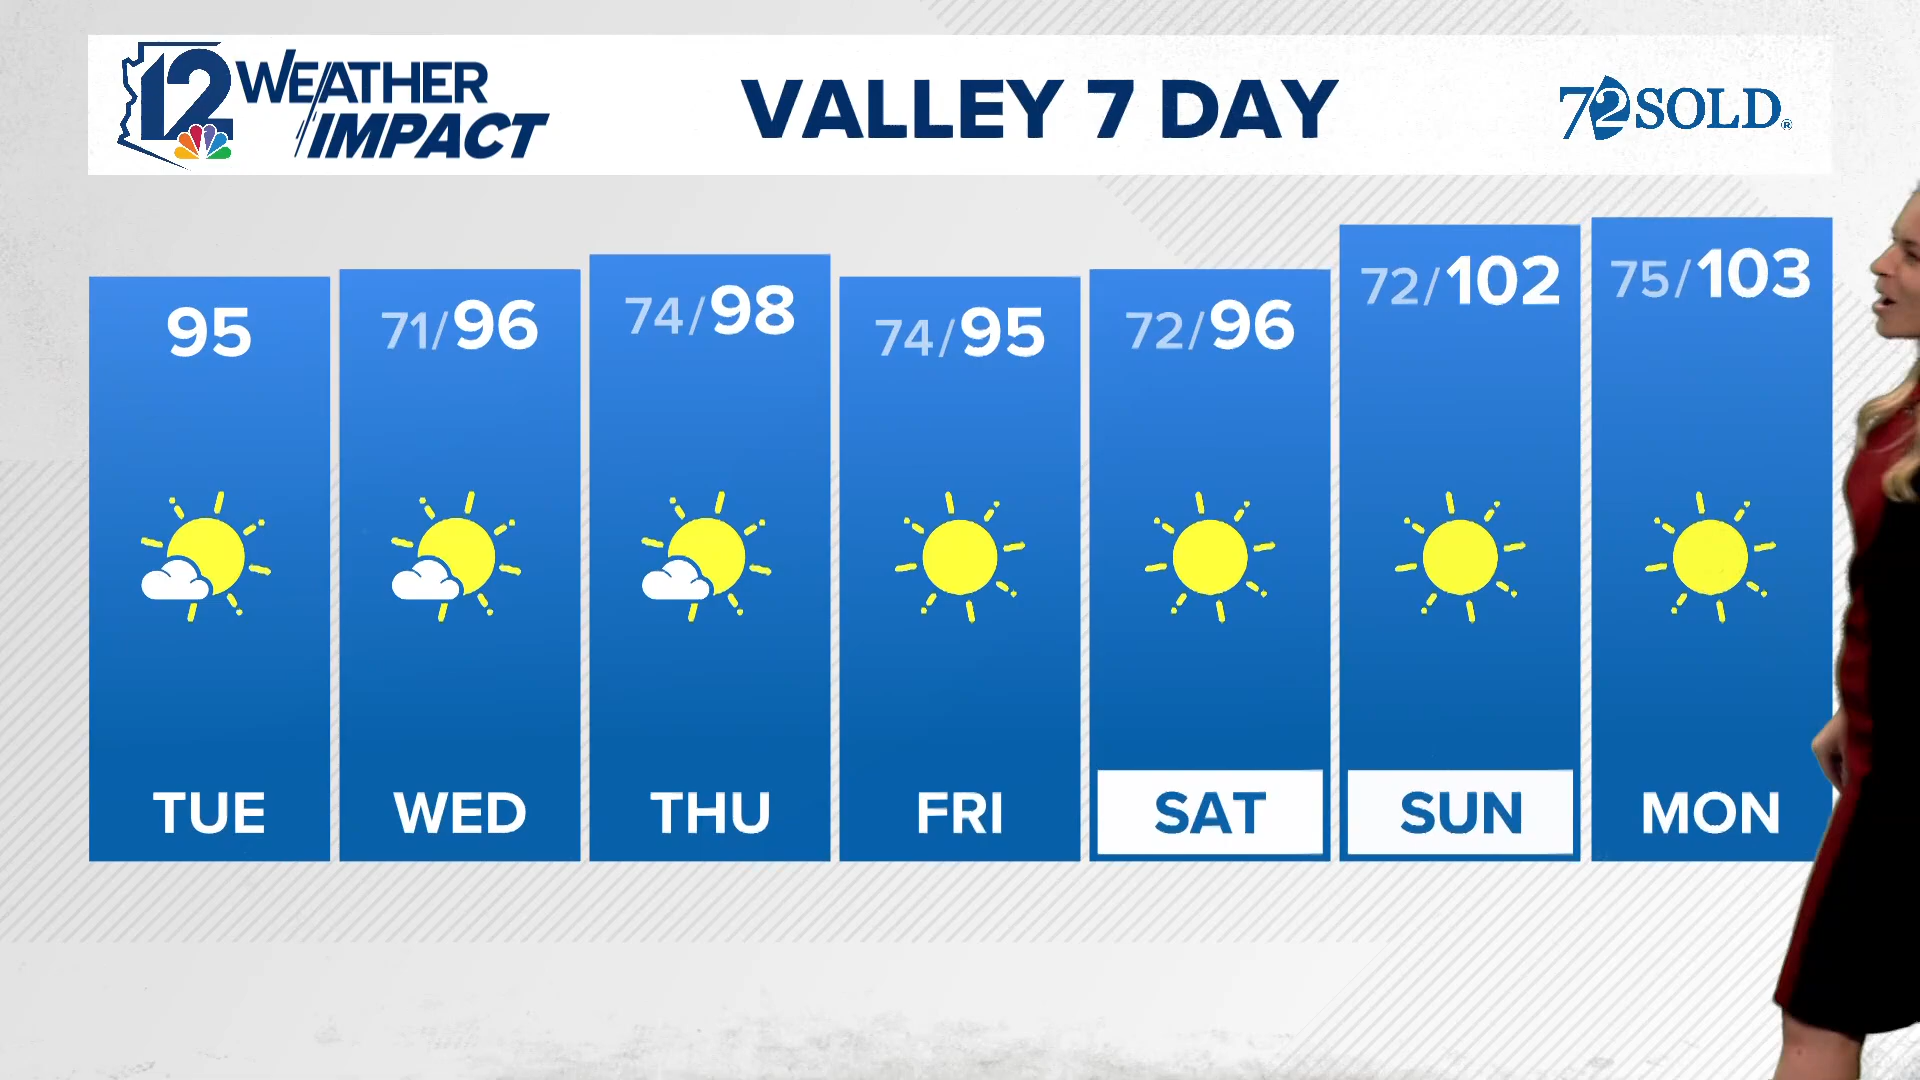 12 WEATHER IMPACT
VALLEY 7 DAY
72SOLD®
95
71/96
74/98
74/95
72/96
72/102
75/103
TUE
WED
THU
FRI
SAT
SUN
MON